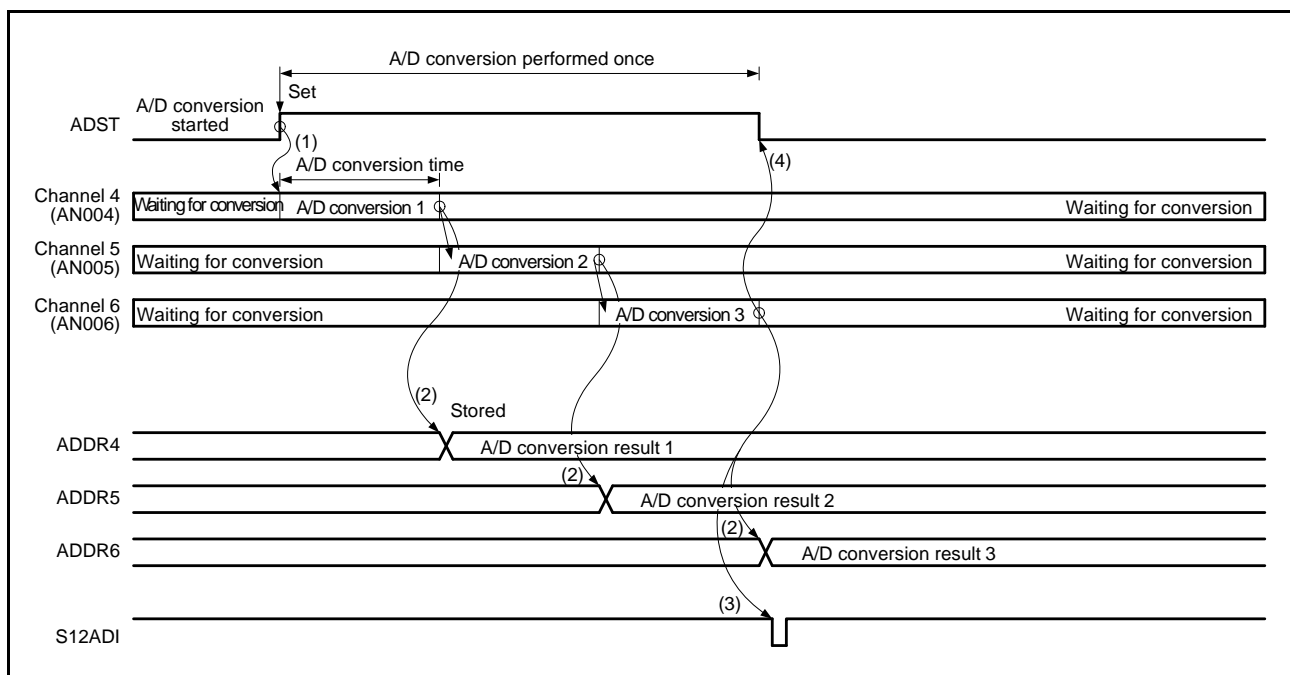 A/D conversion performed once
Set
A/D conversion
started
ADST
(1)
(4)
A/D conversion time
Channel 4
(AN004)
Waiting for conversion
A/D conversion 1
Waiting for conversion
Channel 5
(AN005)
Waiting for conversion
A/D conversion 2
Waiting for conversion
Channel 6
(AN006)
Waiting for conversion
A/D conversion 3
Waiting for conversion
(2)
Stored
ADDR4
A/D conversion result 1
(2)
ADDR5
A/D conversion result 2
(2)
ADDR6
A/D conversion result 3
(3)
S12ADI